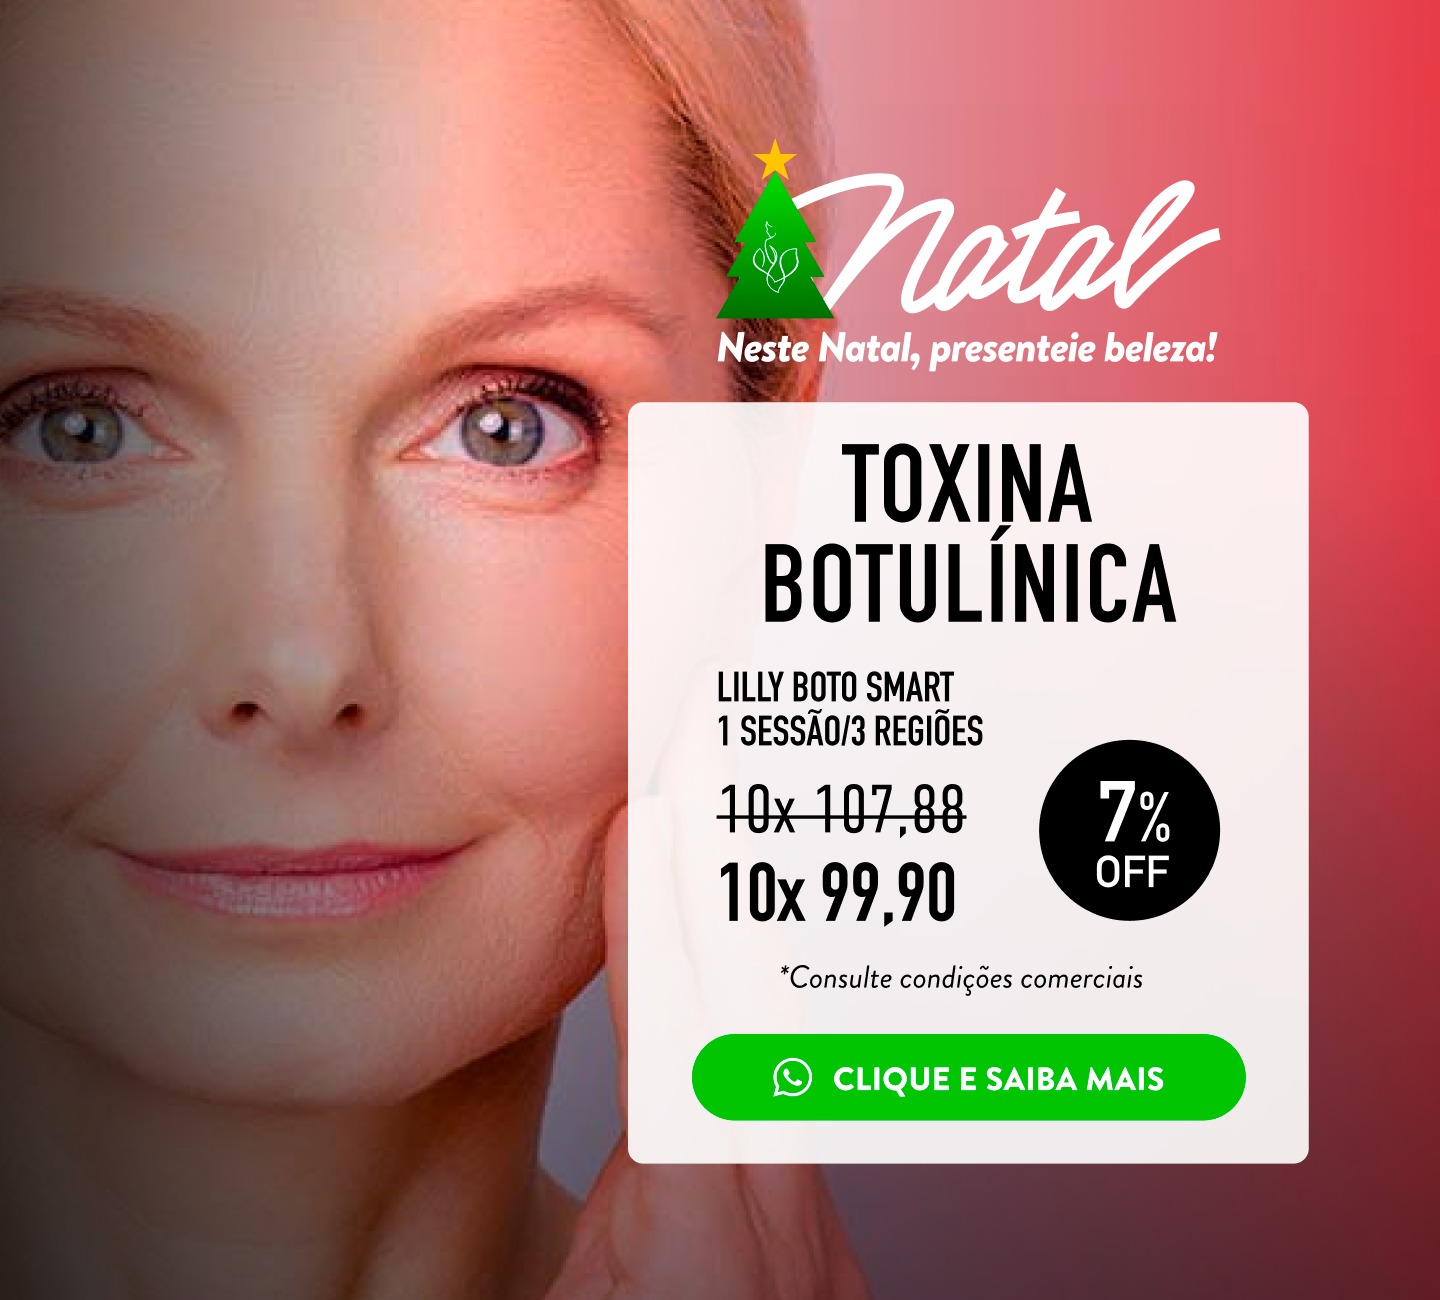 Natal
Neste Natal, presenteie beleza!
TOXINA
BOTULÍNICA
LILLY BOTO SMART
1 SESSÃO/3 REGIÕES
10x 107,88
10x 99,90
7%
OFF
*Consulte condições comerciais
CLIQUE E SAIBA MAIS